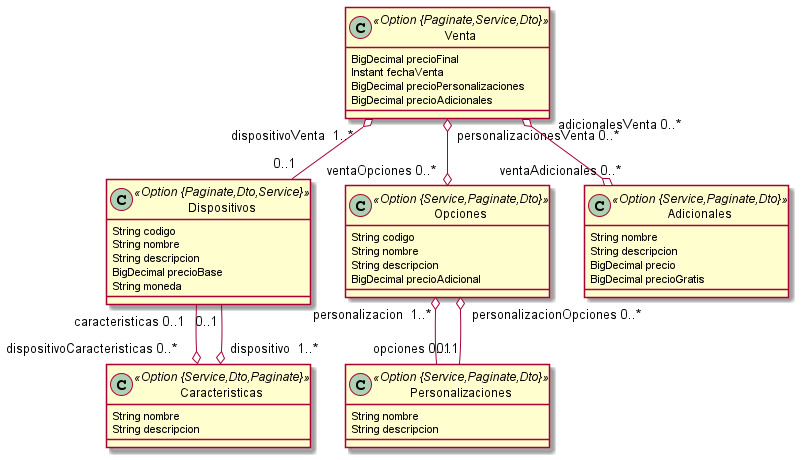 C «Option {Paginate,Service,Dto}»
Venta
BigDecimal precioFinal
Instant fechaVenta
BigDecimal precioPersonalizaciones
BigDecimal precioAdicionales
dispositivoVenta 1..*
personalizacionesVenta 0..*
adicionalesVenta 0..*
0..1
ventaOpciones 0..*
ventaAdicionales 0..*
C «Option {Paginate,Dto,Service}»
Dispositivos
String codigo
String nombre
String descripcion
BigDecimal precioBase
String moneda
C «Option {Service,Paginate,Dto}»
Opciones
String codigo
String nombre
String descripcion
BigDecimal precioAdicional
C «Option {Service,Paginate,Dto}»
Adicionales
String nombre
String descripcion
BigDecimal precio
BigDecimal precioGratis
caracteristicas 0..1
0..1
personalizacion 1..*
personalizacionOpciones 0..*
dispositivoCaracteristicas 0..*
dispositivo 1..*
opciones
C «Option {Service,Dto,Paginate}»
Caracteristicas
String nombre
String descripcion
C «Option {Service,Paginate,Dto}»
Personalizaciones
String nombre
String descripcion